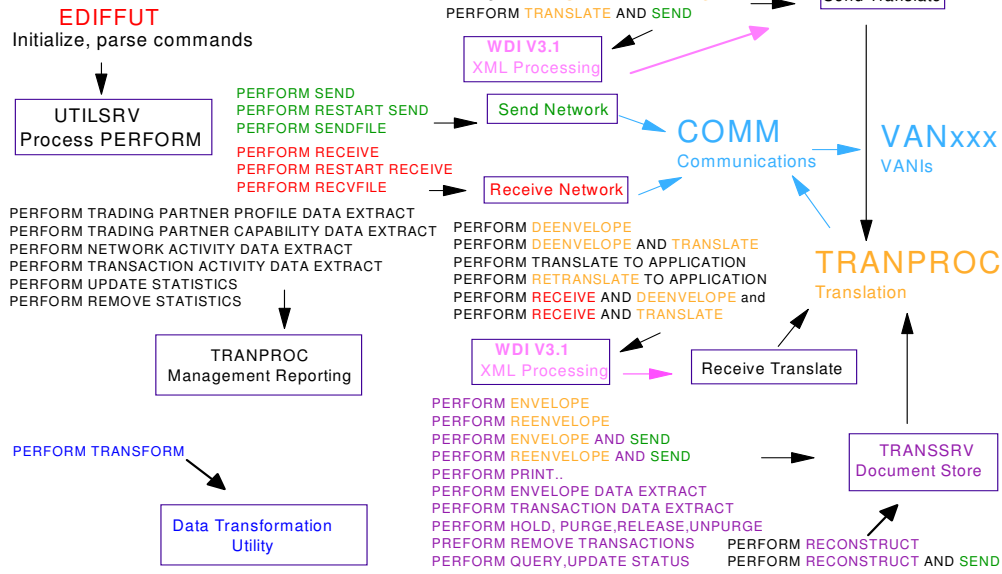 EDIFFUT
Initialize, parse commands
UTILSRV
Process PERFORM
PERFORM TRANSLATE AND SEND
WDI V3.1
XML Processing
PERFORM SEND
PERFORM RESTART SEND
PERFORM SENDFILE
Send Network
PERFORM RECEIVE
PERFORM RESTART RECEIVE
PERFORM RECVFILE
Receive Network
COMM
Communications
VANxxx
VANIs
PERFORM TRADING PARTNER PROFILE DATA EXTRACT
PERFORM TRADING PARTNER CAPABILITY DATA EXTRACT
PERFORM NETWORK ACTIVITY DATA EXTRACT
PERFORM TRANSACTION ACTIVITY DATA EXTRACT
PERFORM UPDATE STATISTICS
PERFORM REMOVE STATISTICS
TRANPROC
Management Reporting
PERFORM DEENVELOPE
PERFORM DEENVELOPE AND TRANSLATE
PERFORM TRANSLATE TO APPLICATION
PERFORM RETRANSLATE TO APPLICATION
PERFORM RECEIVE AND DEENVELOPE and
PERFORM RECEIVE AND TRANSLATE
TRANPROC
Translation
WDI V3.1
XML Processing
Receive Translate
PERFORM TRANSFORM
Data Transformation
Utility
PERFORM ENVELOPE
PERFORM REENVELOPE
PERFORM ENVELOPE AND SEND
PERFORM REENVELOPE AND SEND
PERFORM PRINT..
PERFORM ENVELOPE DATA EXTRACT
PERFORM TRANSACTION DATA EXTRACT
PERFORM HOLD, PURGE,RELEASE,UNPURGE
PREFORM REMOVE TRANSACTIONS
PERFORM QUERY,UPDATE STATUS
TRANSSRV
Document Store
PERFORM RECONSTRUCT
PERFORM RECONSTRUCT AND SEND